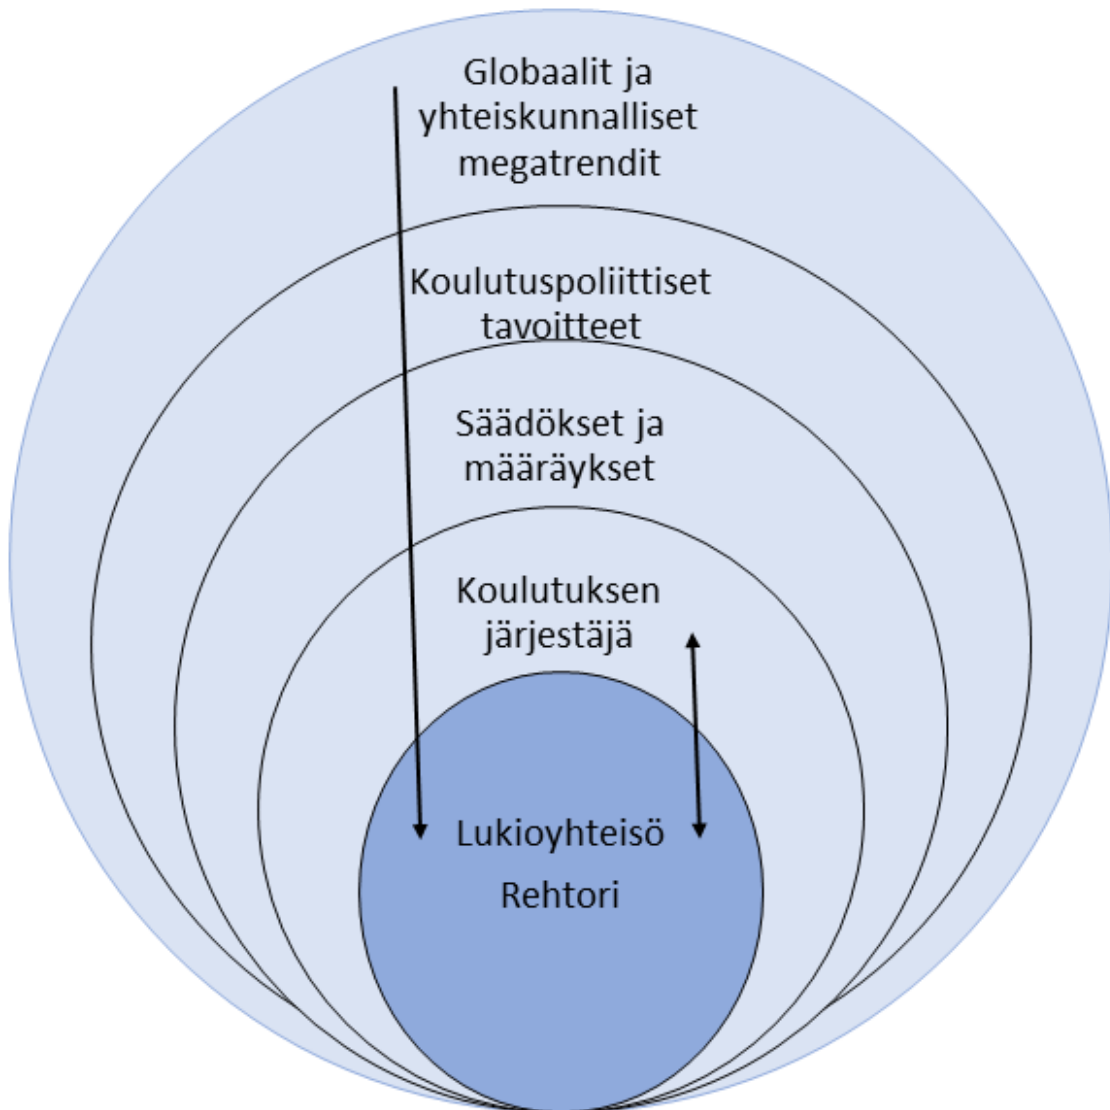 Globaalit ja
yhteiskunnalliset
megatrendit
Koulutuspoliittiset
tavoitteet
Säädökset ja
määräykset
Koulutuksen
järjestäjä
Lukioyhteisö
Rehtori